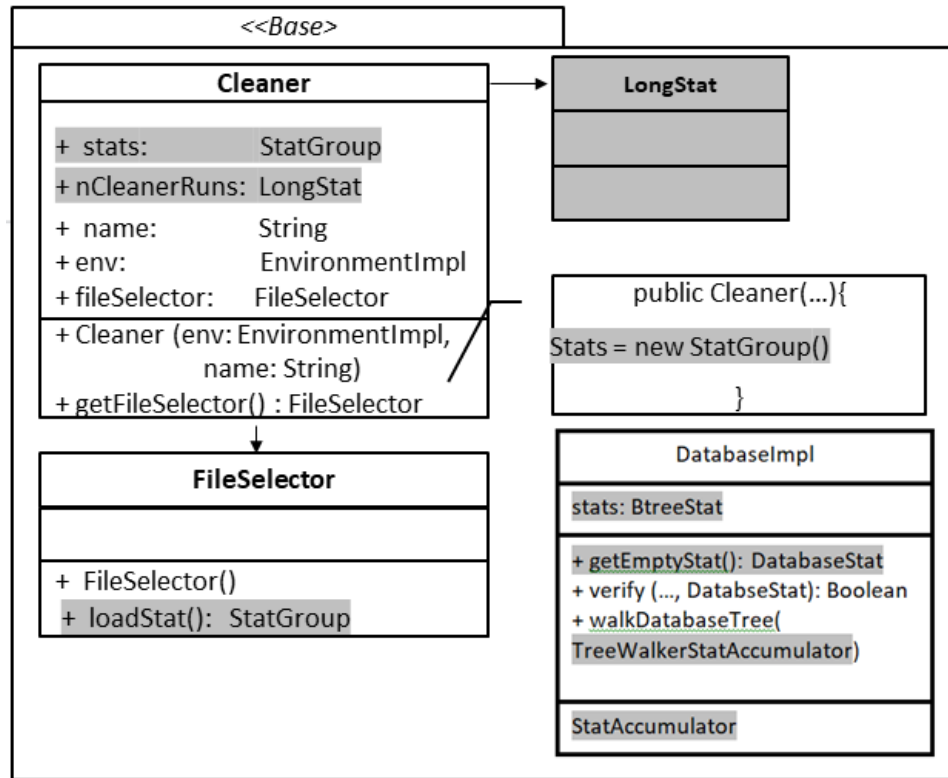 <<Base>
Cleaner
+ stats: StatGroup
+ nCleanerRuns: LongStat
+ name: String
+ env: EnvironmentImpl
+ fileSelector: FileSelector
+ Cleaner (env: EnvironmentImpl,
name: String)
+ getFileSelector() : FileSelector
LongStat
public Cleaner(...){
Stats = new StatGroup()
}
FileSelector
+ FileSelector()
+ loadStat(): StatGroup
DatabaseImpl
stats: BtreeStat
+ getEmptyStat(): DatabaseStat
+ verify (..., DatabseStat): Boolean
+ walkDatabaseTree(
TreeWalkerStatAccumulator)
StatAccumulator